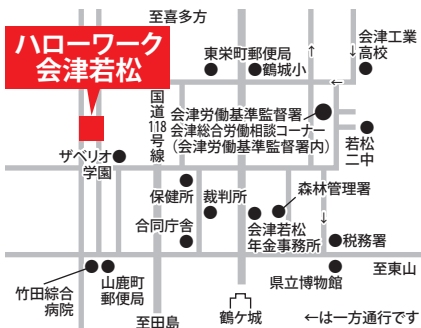 至喜多方
ハローワーク
会津若松
東栄町郵便局
鶴城小
↑
↓
会津工業
高校
←
国道118号線
会津労働基準監督署
会津総合労働相談コーナー
(会津労働基準監督署内)
若松
二中
ザベリオ
学園
保健所
裁判所
森林管理署
合同庁舎
会津若松
年金事務所
↓
税務署
竹田綜合
病院
山鹿町
郵便局
県立博物館
至東山
至田島
鶴ケ城
←は一方通行です